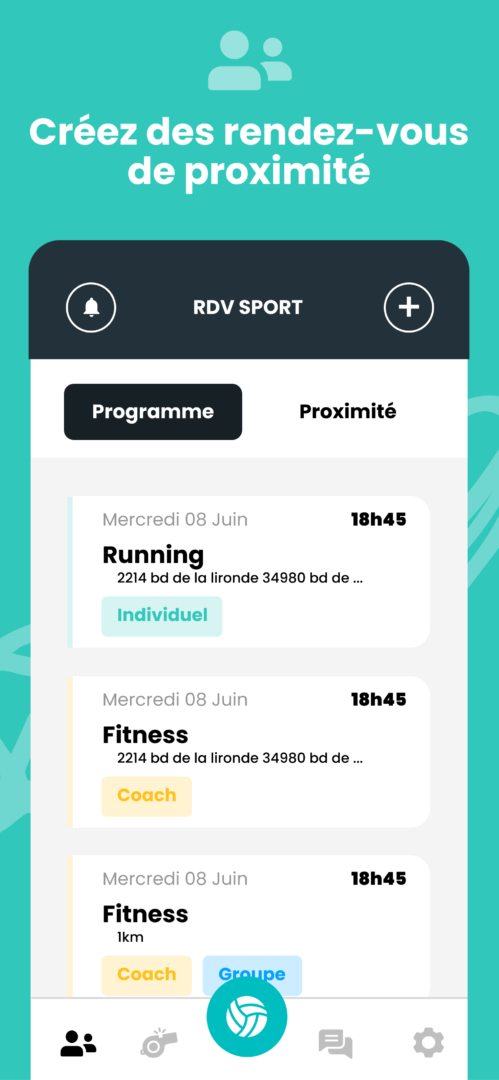 Créez des rendez-vous
de proximité
RDV SPORT
Programme
Proximité
Mercredi 08 Juin
18h45
Running
2214 bd de la lironde 34980 bd de ...
Individuel
Mercredi 08 Juin
18h45
Fitness
2214 bd de la lironde 34980 bd de ...
Coach
Mercredi 08 Juin
18h45
Fitness
1km
Coach
Groupe